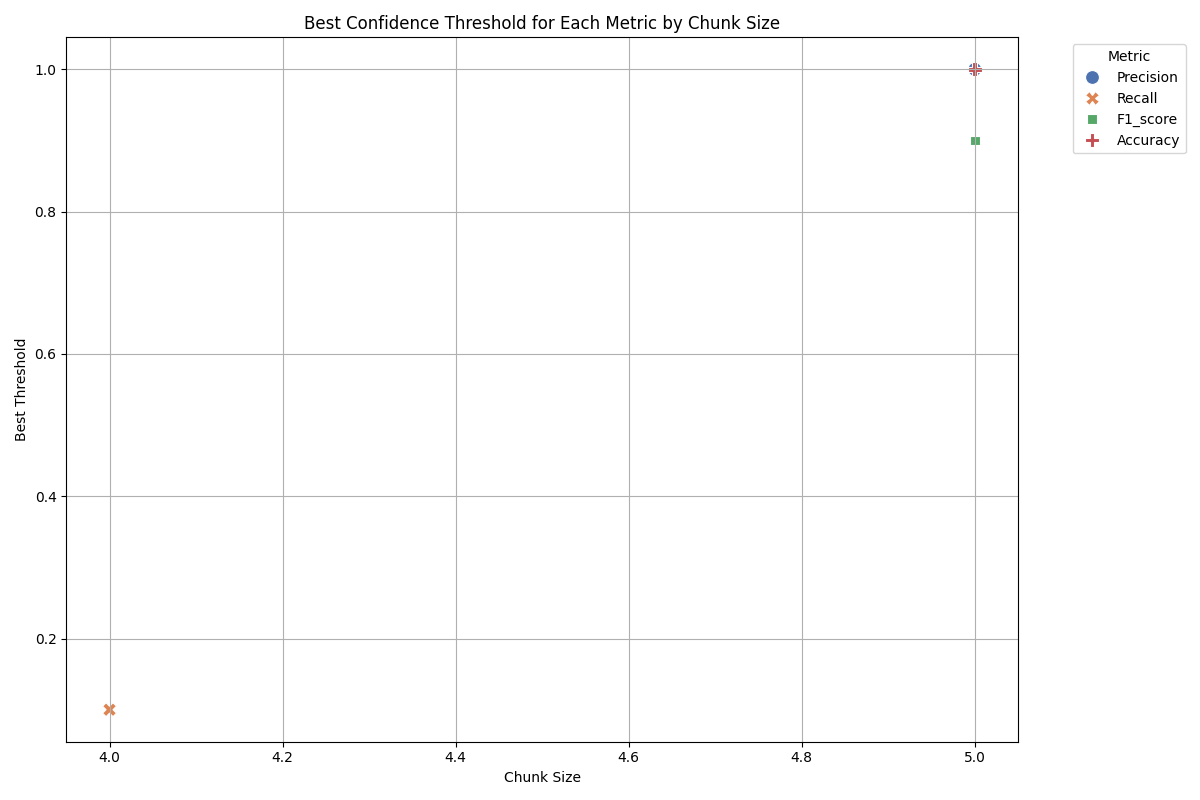 Best Confidence Threshold for Each Metric by Chunk Size
Metric
Precision
Recall
F1_score
Accuracy
1.0
0.8
0.6
0.4
0.2
Best Threshold
4.0 4.2 4.4 4.6 4.8 5.0
Chunk Size